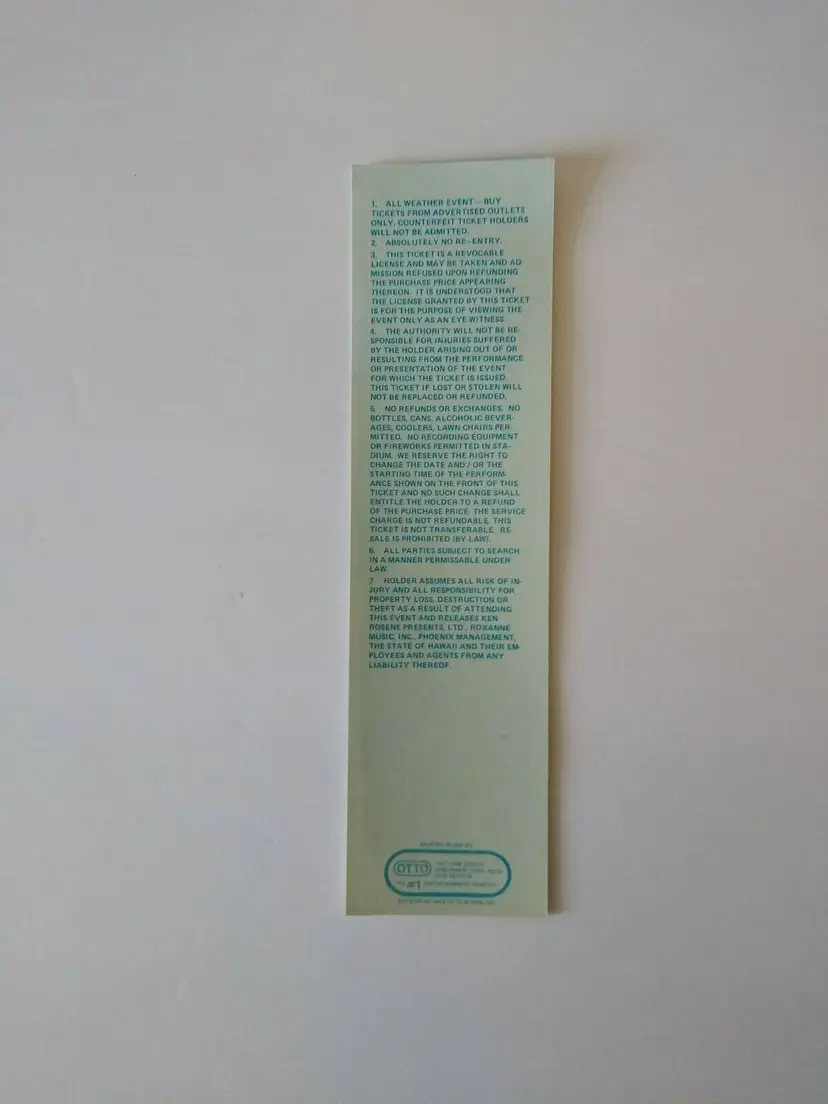 1. ALL WEATHER EVENT – BUY
TICKETS FROM ADVERTISED OUTLETS
ONLY. COUNTERFEIT TICKET HOLDERS
WILL NOT BE ADMITTED.
2. ABSOLUTELY NO RE-ENTRY.
3. THIS TICKET IS A REVOCABLE
LICENSE AND MAY BE TAKEN AND AD
MISSION REFUSED UPON REFUNDING
THE PURCHASE PRICE APPEARING
THEREON. IT IS UNDERSTOOD THAT
THE LICENSE GRANTED BY THIS TICKET
IS FOR THE PURPOSE OF VIEWING THE
EVENT ONLY AS AN EYE WITNESS
4. THE AUTHORITY WILL NOT BE RE-
SPONSIBLE FOR INJURIES SUFFERED
BY THE HOLDER ARISING OUT OF OR
RESULTING FROM THE PERFORMANCE
OR PRESENTATION OF THE EVENT
FOR WHICH THE TICKET IS ISSUED.
THIS TICKET IF LOST OR STOLEN WILL
NOT BE REPLACED OR REFUNDED.
5. NO REFUNDS OR EXCHANGES. NO
BOTTLES, CANS, ALCOHOLIC BEVER-
AGES, COOLERS, LAWN CHAIRS PER-
MITTED. NO RECORDING EQUIPMENT
OR FIREWORKS PERMITTED IN STA-
DIUM. WE RESERVE THE RIGHT TO
CHANGE THE DATE AND / OR THE
STARTING TIME OF THE PERFORM-
ANCE SHOWN ON THE FRONT OF THIS
TICKET AND NO SUCH CHANGE SHALL
ENTITLE THE HOLDER TO A REFUND
OF THE PURCHASE PRICE. THE SERVICE
CHARGE IS NOT REFUNDABLE. THIS
TICKET IS NOT TRANSFERABLE. RE-
SALE IS PROHIBITED (BY LAW).
6. ALL PARTIES SUBJECT TO SEARCH
IN A MANNER PERMISSABLE UNDER
LAW.
7. HOLDER ASSUMES ALL RISK OF IN-
JURY AND ALL RESPONSIBILITY FOR
PROPERTY LOSS, DESTRUCTION OR
THEFT AS A RESULT OF ATTENDING
THIS EVENT AND RELEASES KEN
ROSENE PRESENTS, LTD., ROXANNE
MUSIC, INC., PHOENIX MANAGEMENT,
THE STATE OF HAWAII AND THEIR EM-
PLOYEES AND AGENTS FROM ANY
LIABILITY THEREOF.
OTTO
#1